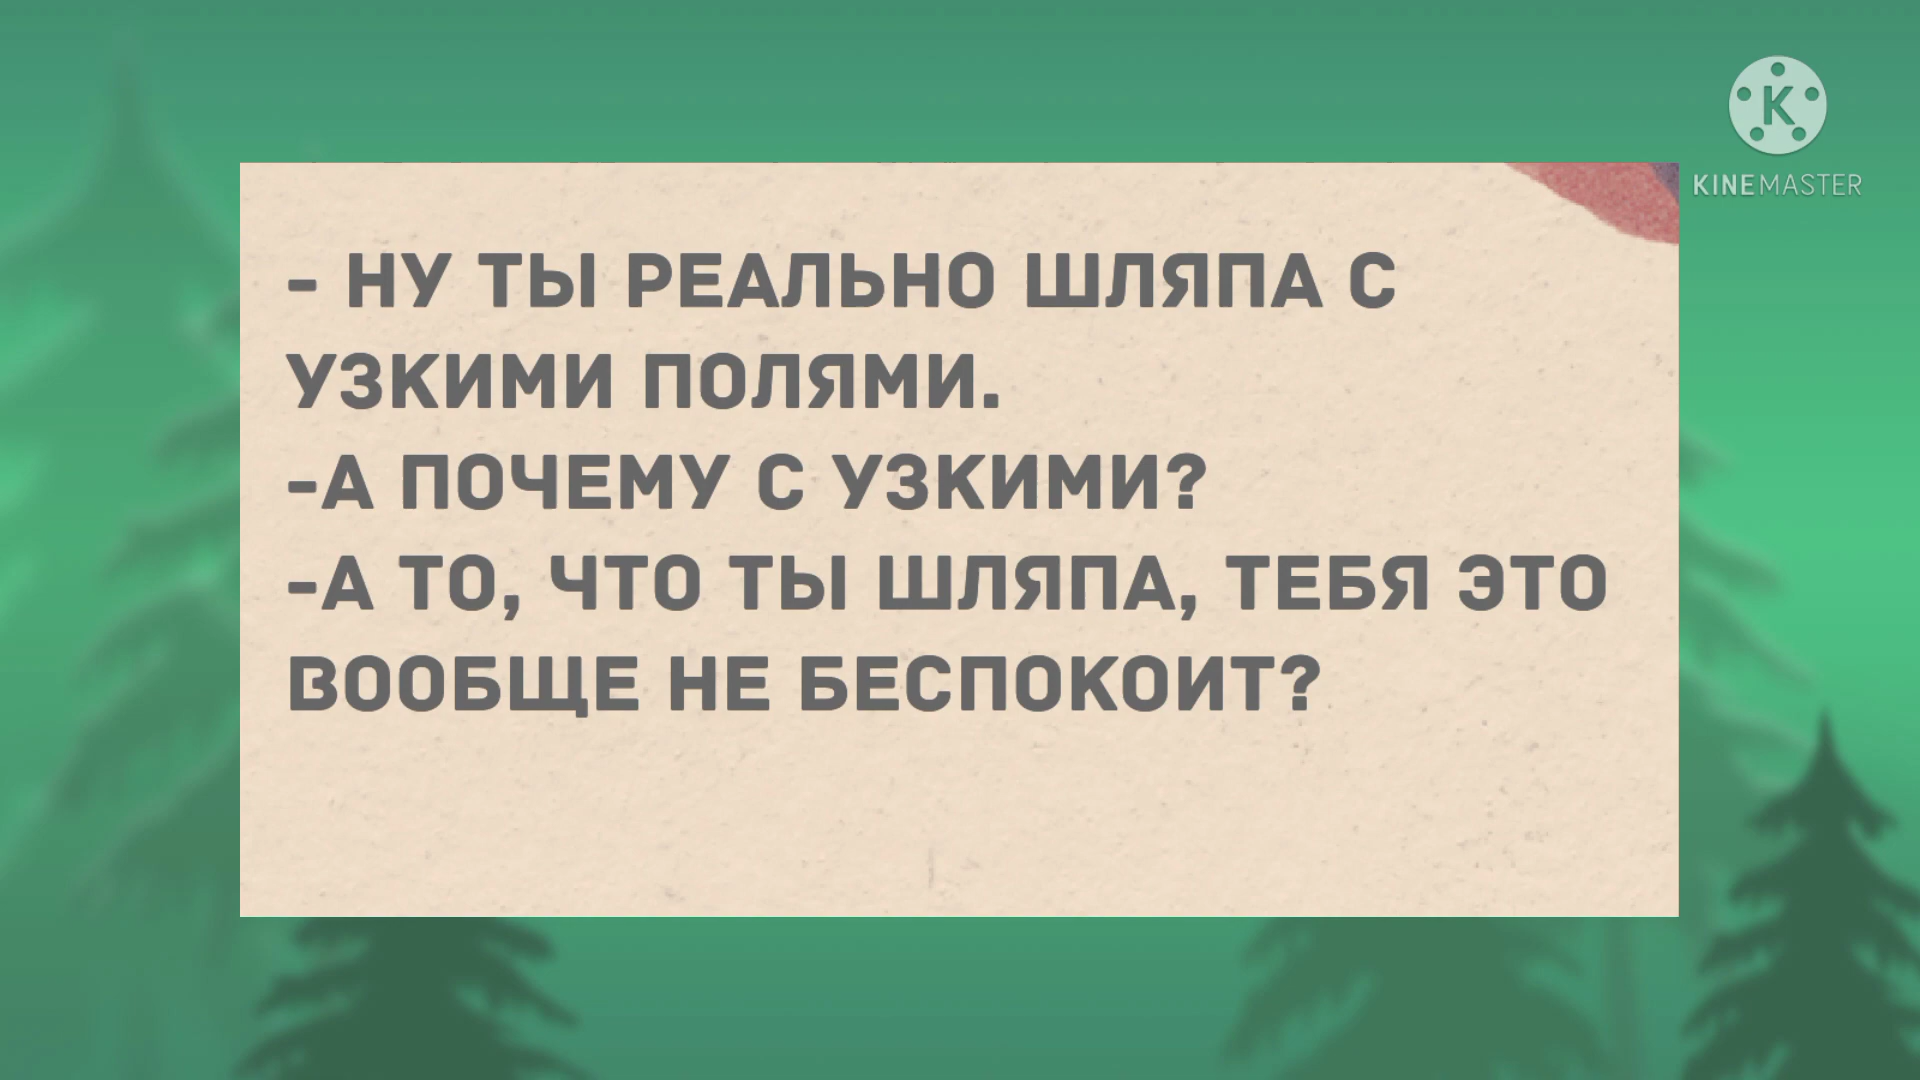 - НУ ТЫ РЕАЛЬНО ШЛЯПА С
УЗКИМИ ПОЛЯМИ.
-А ПОЧЕМУ С УЗКИМИ?
-А ТО, ЧТО ТЫ ШЛЯПА, ТЕБЯ ЭТО
ВООБЩЕ НЕ БЕСПОКОИТ?
K
KINEMASTER